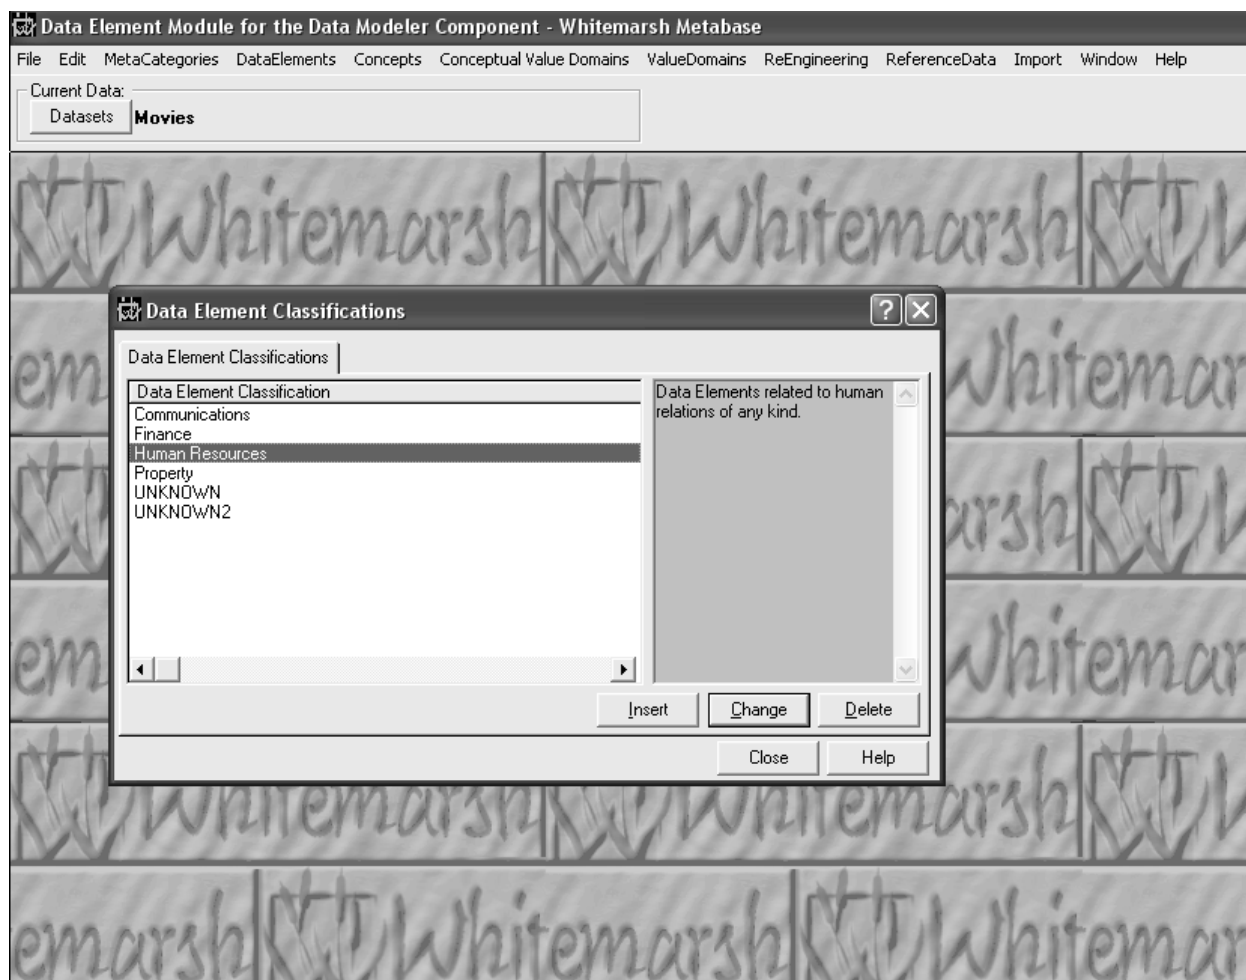 Data Element Module for the Data Modeler Component - Whitemarsh Metabase
File Edit MetaCategories DataElements Concepts Conceptual Value Domains ValueDomains ReEngineering ReferenceData Import Window Help
Current Data:
Datasets Movies
Whitemarsh Whitemarsh
Data Element Classifications
Data Element Classifications
Data Element Classification
Communications
Finance
Human Resources
Property
UNKNOWN
UNKNOWN2
Data Elements related to human
relations of any kind.
Insert Change Delete
Close Help
Whitemarsh Whitemarsh
Whitemarsh